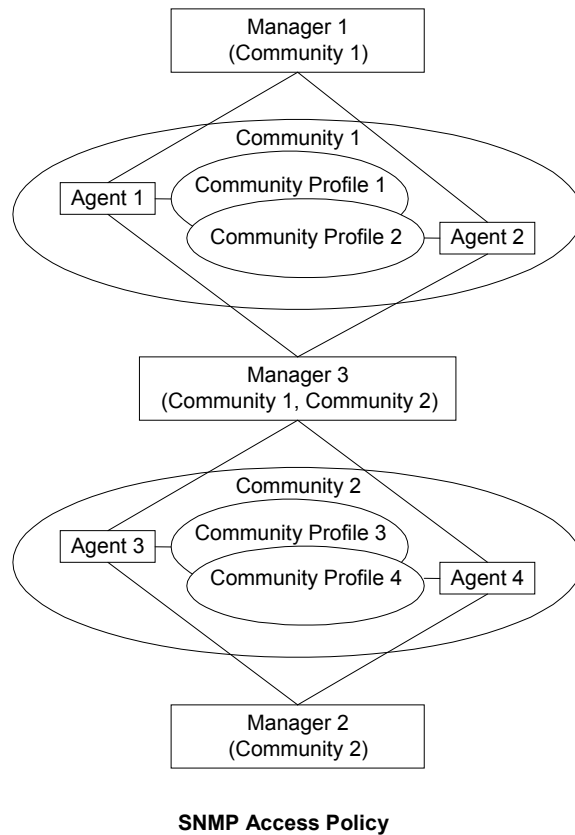 Manager 1
(Community 1)
Community 1
Community Profile 1
Agent 1
Community Profile 2
Agent 2
Manager 3
(Community 1, Community 2)
Community 2
Community Profile 3
Agent 3
Community Profile 4
Agent 4
Manager 2
(Community 2)
SNMP Access Policy